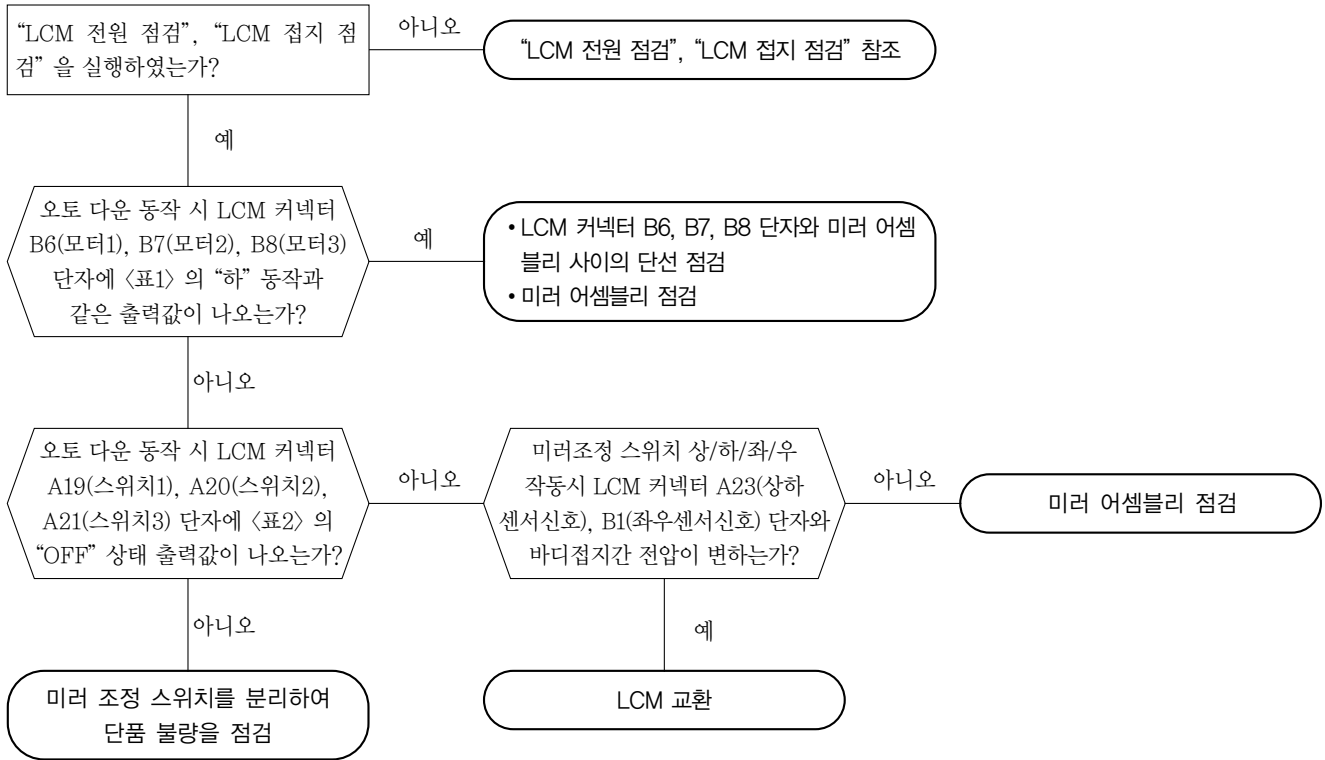 “LCM 전원 점검”, “LCM 접지 점
검” 을 실행하였는가?
아니오
“LCM 전원 점검”, “LCM 접지 점검” 참조
예
오토 다운 동작 시 LCM 커넥터
B6(모터1), B7(모터2), B8(모터3)
단자에 〈표1〉 의 “하” 동작과
같은 출력값이 나오는가?
예
• LCM 커넥터 B6, B7, B8 단자와 미러 어셈
블리 사이의 단선 점검
• 미러 어셈블리 점검
아니오
오토 다운 동작 시 LCM 커넥터
A19(스위치1), A20(스위치2),
A21(스위치3) 단자에 〈표2〉 의
“OFF” 상태 출력값이 나오는가?
아니오
미러조정 스위치 상/하/좌/우
작동시 LCM 커넥터 A23(상하
센서신호), B1(좌우센서신호) 단자와
바디접지간 전압이 변하는가?
아니오
미러 어셈블리 점검
아니오
미러 조정 스위치를 분리하여
단품 불량을 점검
예
LCM 교환